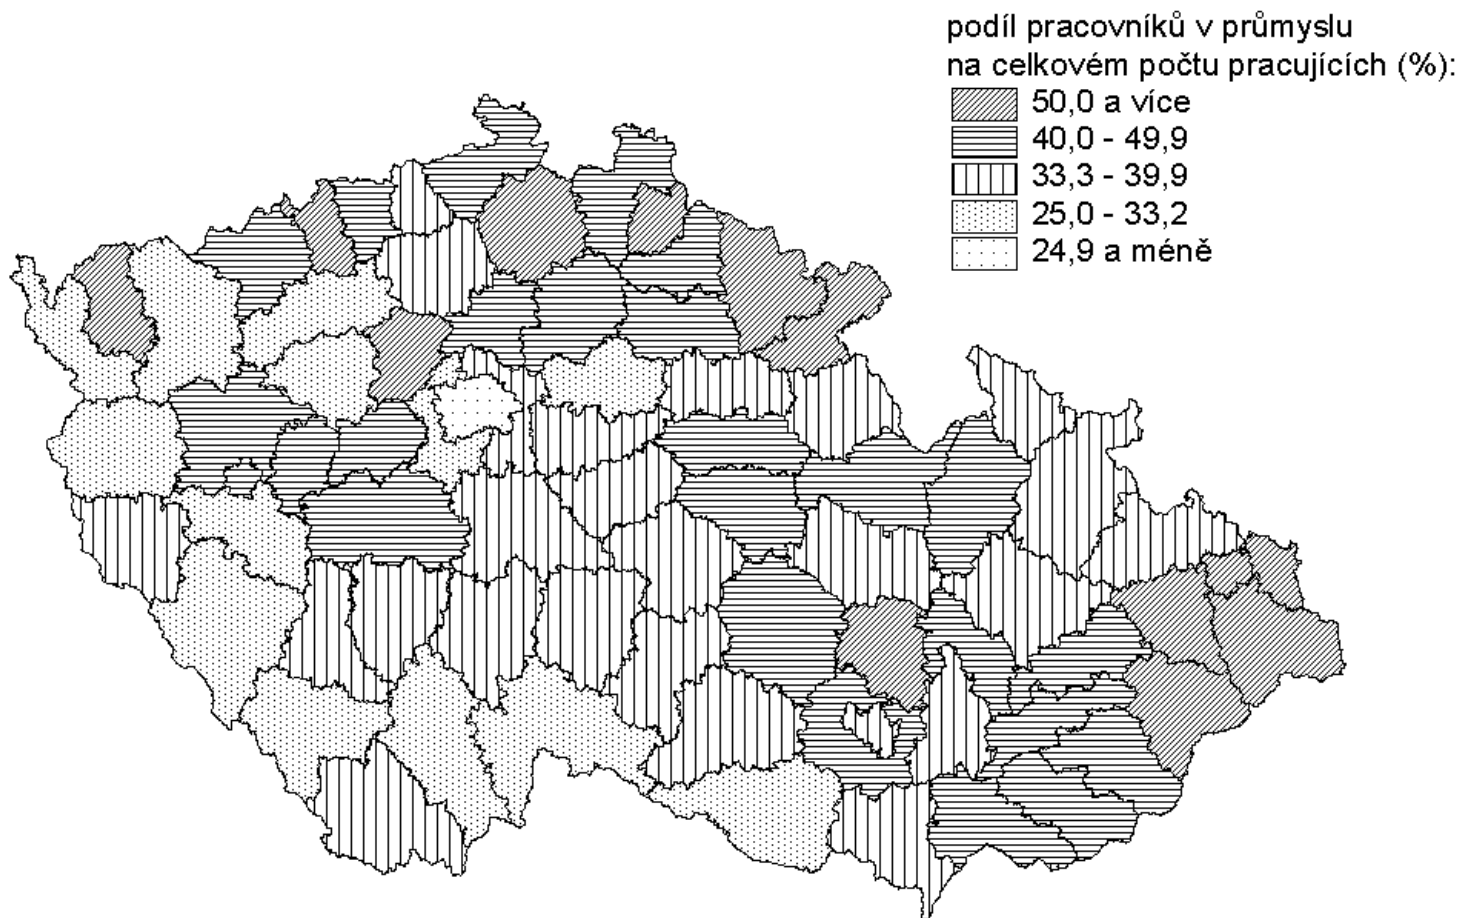 podíl pracovníků v průmyslu
na celkovém počtu pracujících (%):
50,0 a více
40,0 - 49,9
33,3 - 39,9
25,0 - 33,2
24,9 a méně